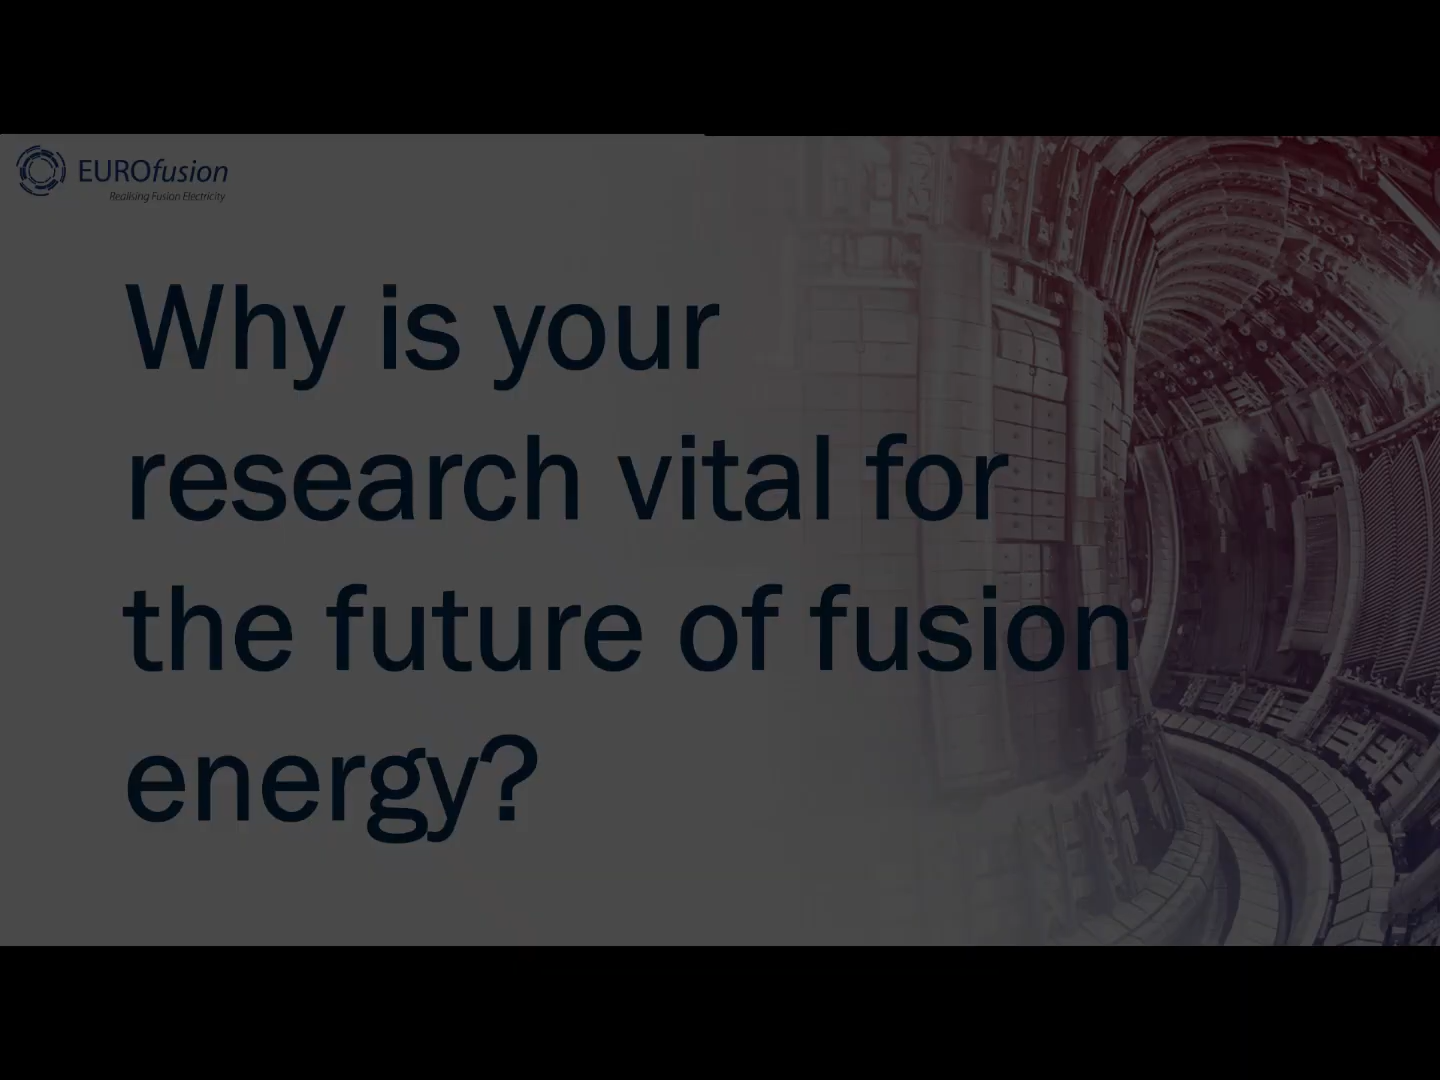 EUROfusion
Realising Fusion Electricity
Why is your
research vital for
the future of fusion
energy?